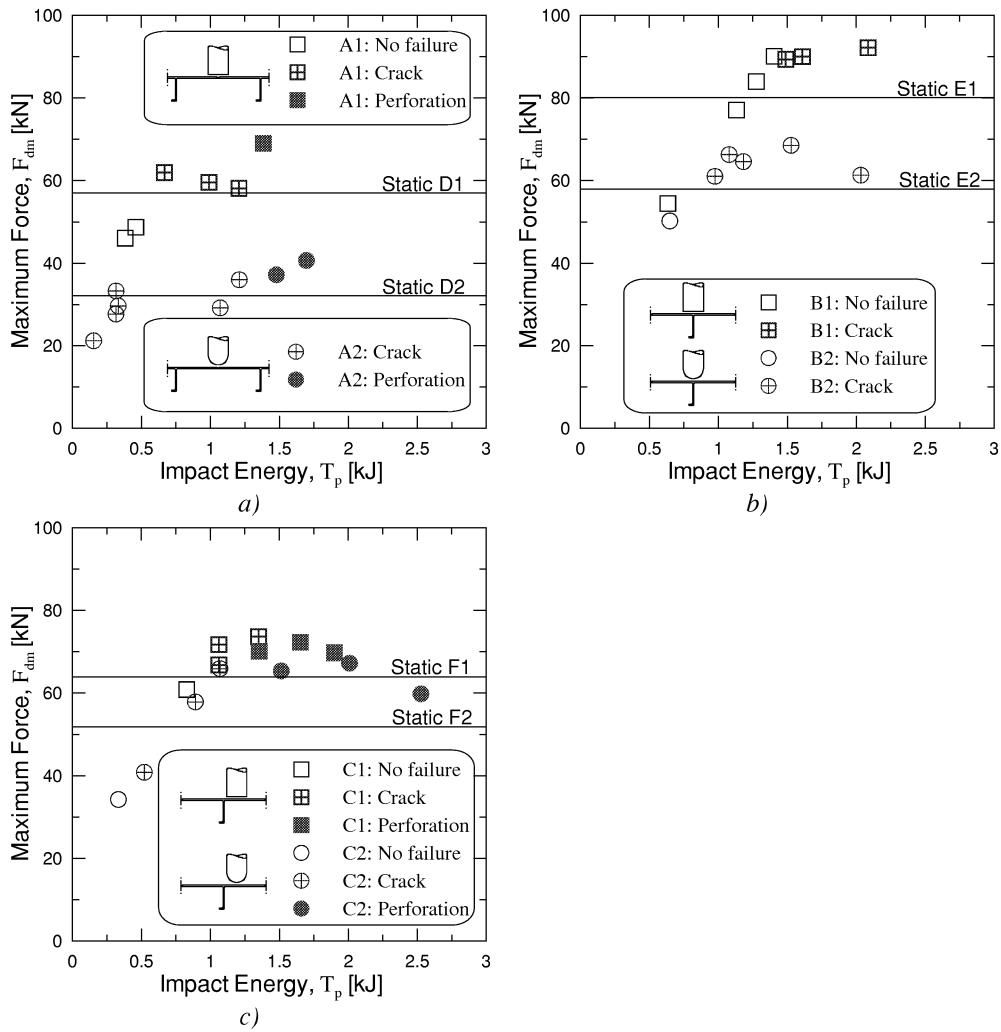 100
80
60
40
20
0
Maximum Force, F_dm [kN]
A1: No failure
A1: Crack
A1: Perforation
Static D1
Static D2
A2: Crack
A2: Perforation
0 0.5 1 1.5 2 2.5 3
Impact Energy, T_p [kJ]
a)
100
80
60
40
20
0
Maximum Force, F_dm [kN]
Static E1
Static E2
B1: No failure
B1: Crack
B2: No failure
B2: Crack
0 0.5 1 1.5 2 2.5 3
Impact Energy, T_p [kJ]
b)
100
80
60
40
20
0
Maximum Force, F_dm [kN]
Static F1
Static F2
C1: No failure
C1: Crack
C1: Perforation
C2: No failure
C2: Crack
C2: Perforation
0 0.5 1 1.5 2 2.5 3
Impact Energy, T_p [kJ]
c)